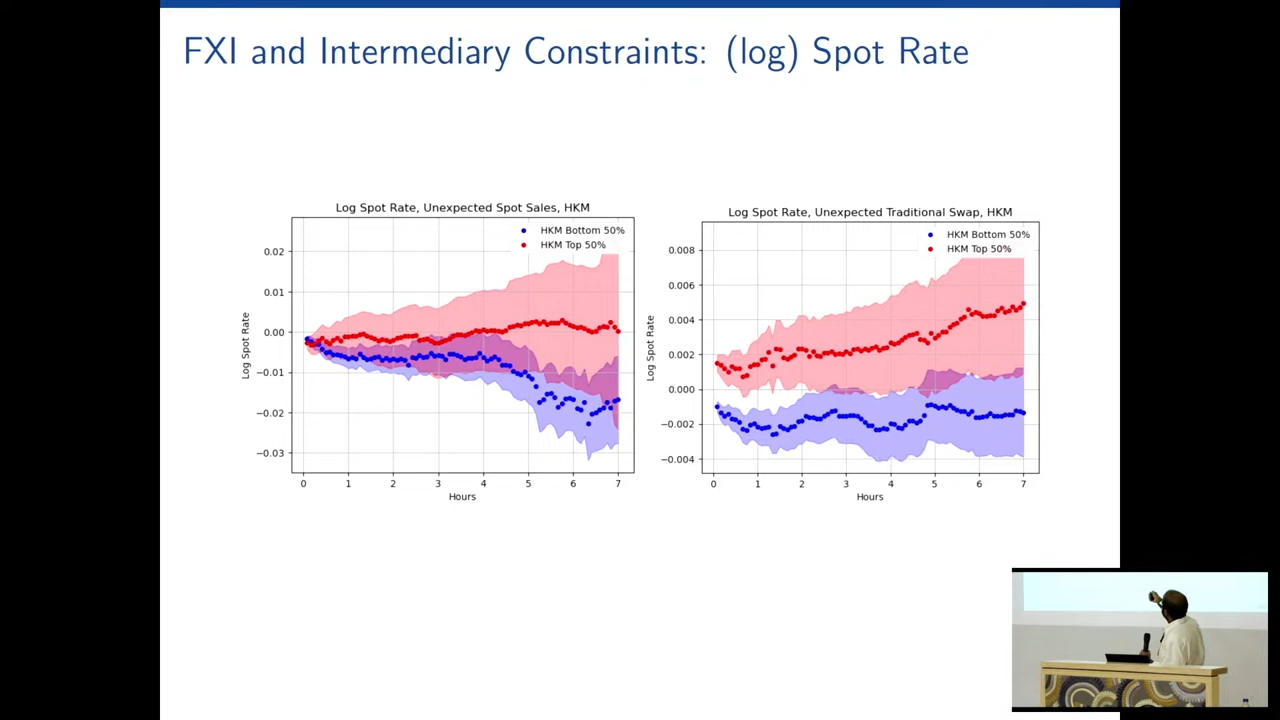 FXI and Intermediary Constraints: (log) Spot Rate
Log Spot Rate, Unexpected Spot Sales, HKM
HKM Bottom 50%
HKM Top 50%
Log Spot Rate
0.02
0.01
0.00
−0.01
−0.02
−0.03
0 1 2 3 4 5 6 7
Hours
Log Spot Rate, Unexpected Traditional Swap, HKM
HKM Bottom 50%
HKM Top 50%
Log Spot Rate
0.008
0.006
0.004
0.002
0.000
−0.002
−0.004
0 1 2 3 4 5 6 7
Hours